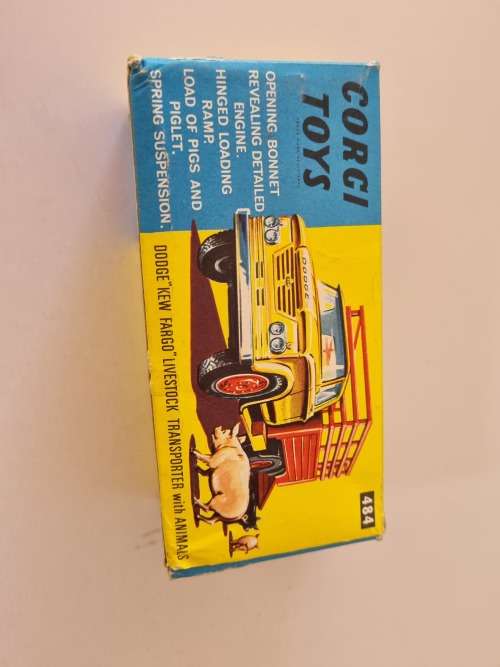 CORGI
TOYS
OPENING BONNET
REVEALING DETAILED
ENGINE.
HINGED LOADING
RAMP.
LOAD OF PIGS AND
PIGLET.
SPRING SUSPENSION.
DODGE
484
DODGE "KEW FARGO" LIVESTOCK TRANSPORTER with ANIMALS